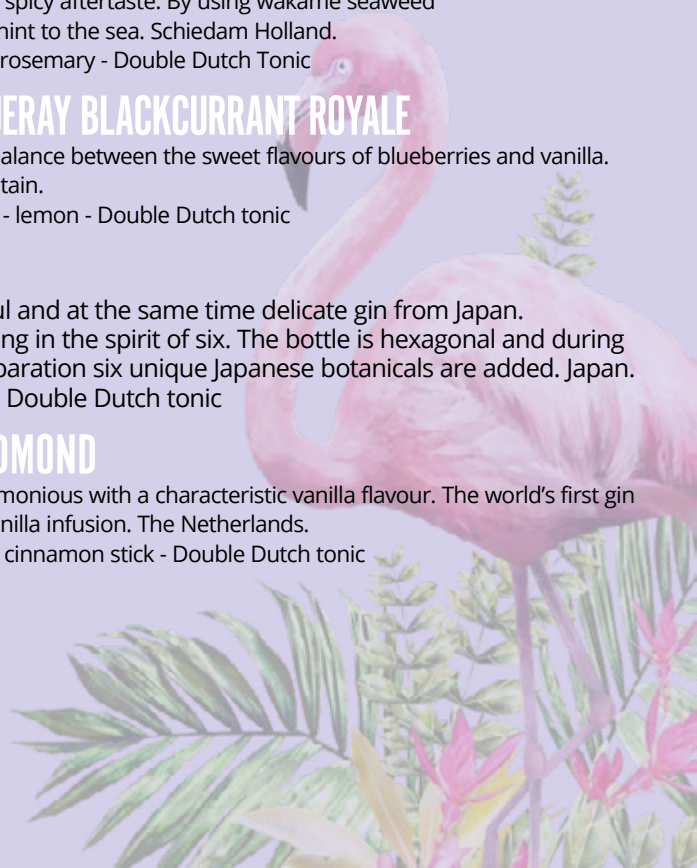 spicy aftertaste. By using wakame seaweed
hint to the sea. Schiedam Holland.
rosemary - Double Dutch Tonic
UERAY BLACKCURRANT ROYALE
alance between the sweet flavours of blueberries and vanilla.
tain.
- lemon - Double Dutch tonic
ul and at the same time delicate gin from Japan.
ng in the spirit of six. The bottle is hexagonal and during
paration six unique Japanese botanicals are added. Japan.
Double Dutch tonic
OMOND
monious with a characteristic vanilla flavour. The world's first gin
nilla infusion. The Netherlands.
cinnamon stick - Double Dutch tonic